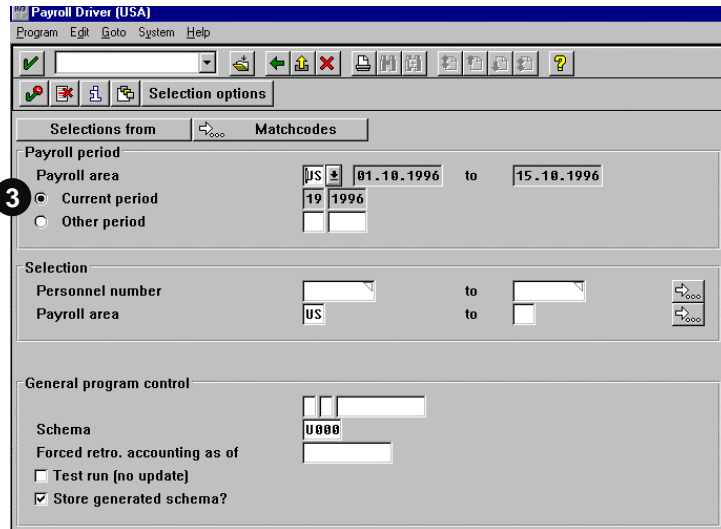 Payroll Driver (USA)
Program Edit Goto System Help
Selection options
Selections from Matchcodes
Payroll period
Payroll area US 01.10.1996 to 15.10.1996
3 Current period 19 1996
Other period
Selection
Personnel number to
Payroll area US to
General program control
Schema U000
Forced retro. accounting as of
Test run (no update)
Store generated schema?